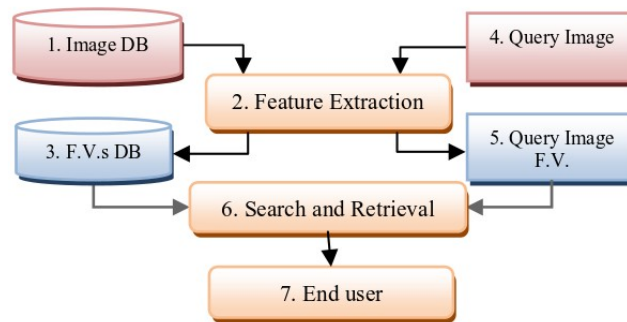 1. Image DB
4. Query Image
2. Feature Extraction
3. F.V.s DB
5. Query Image
F.V.
6. Search and Retrieval
7. End user